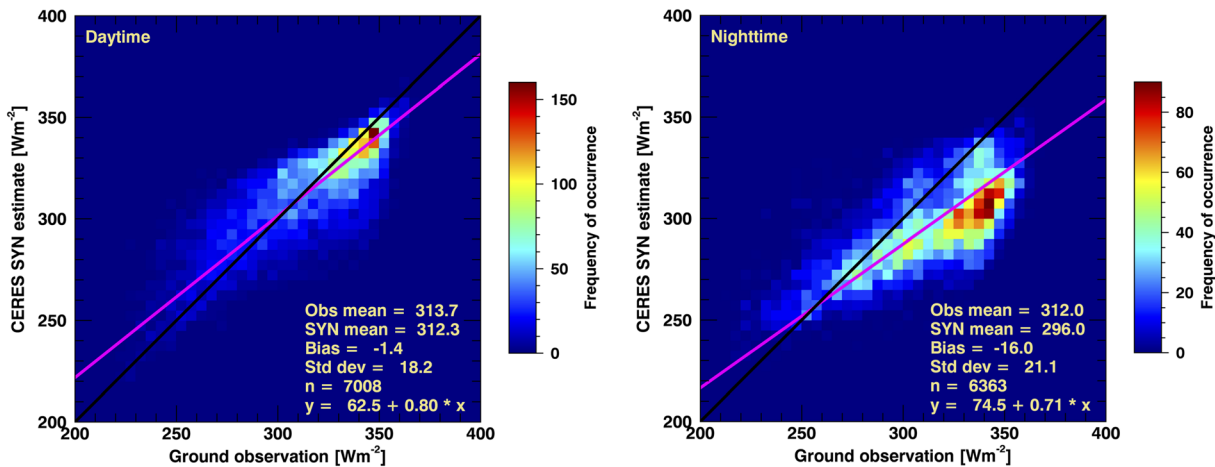 Daytime
400
350
300
250
200
200
250
300
350
400
CERES SYN estimate [Wm-2]
Ground observation [Wm-2]
Obs mean = 313.7
SYN mean = 312.3
Bias = -1.4
Std dev = 18.2
n = 7008
y = 62.5 + 0.80 * x
150
100
50
0
Frequency of occurrence
Nighttime
400
350
300
250
200
200
250
300
350
400
CERES SYN estimate [Wm-2]
Ground observation [Wm-2]
Obs mean = 312.0
SYN mean = 296.0
Bias = -16.0
Std dev = 21.1
n = 6363
y = 74.5 + 0.71 * x
80
60
40
20
0
Frequency of occurrence